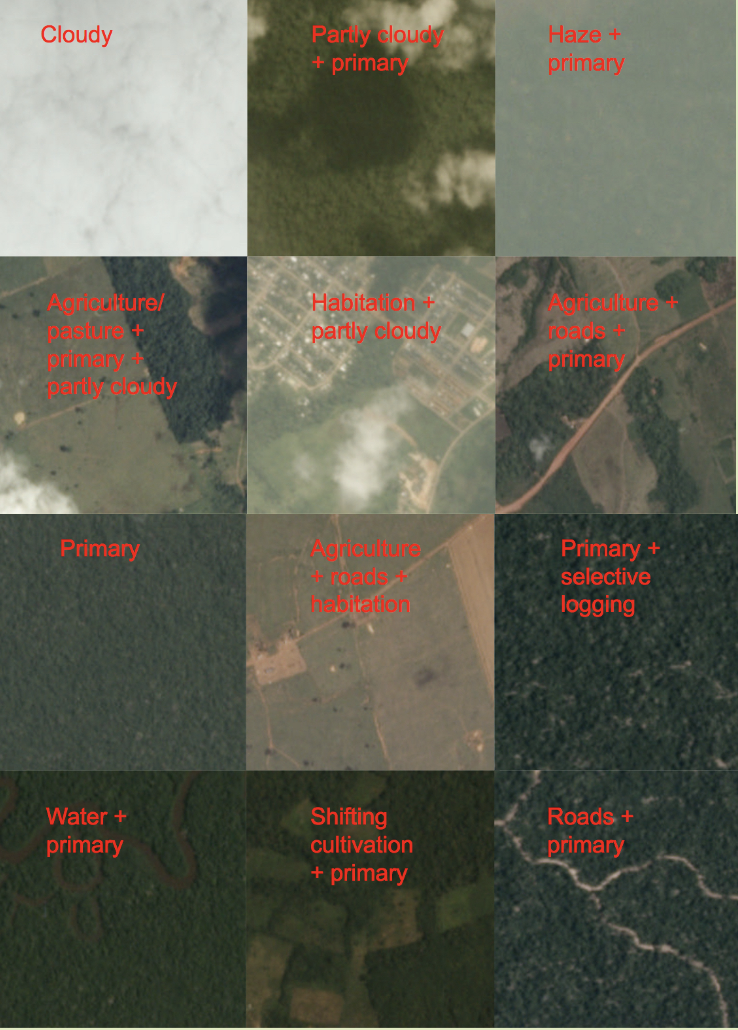 Cloudy
Partly cloudy
+ primary
Haze +
primary
Agriculture/
pasture +
primary +
partly cloudy
Habitation +
partly cloudy
Agriculture +
roads +
primary
Primary
Agriculture
+ roads +
habitation
Primary +
selective
logging
Water +
primary
Shifting
cultivation
+ primary
Roads +
primary